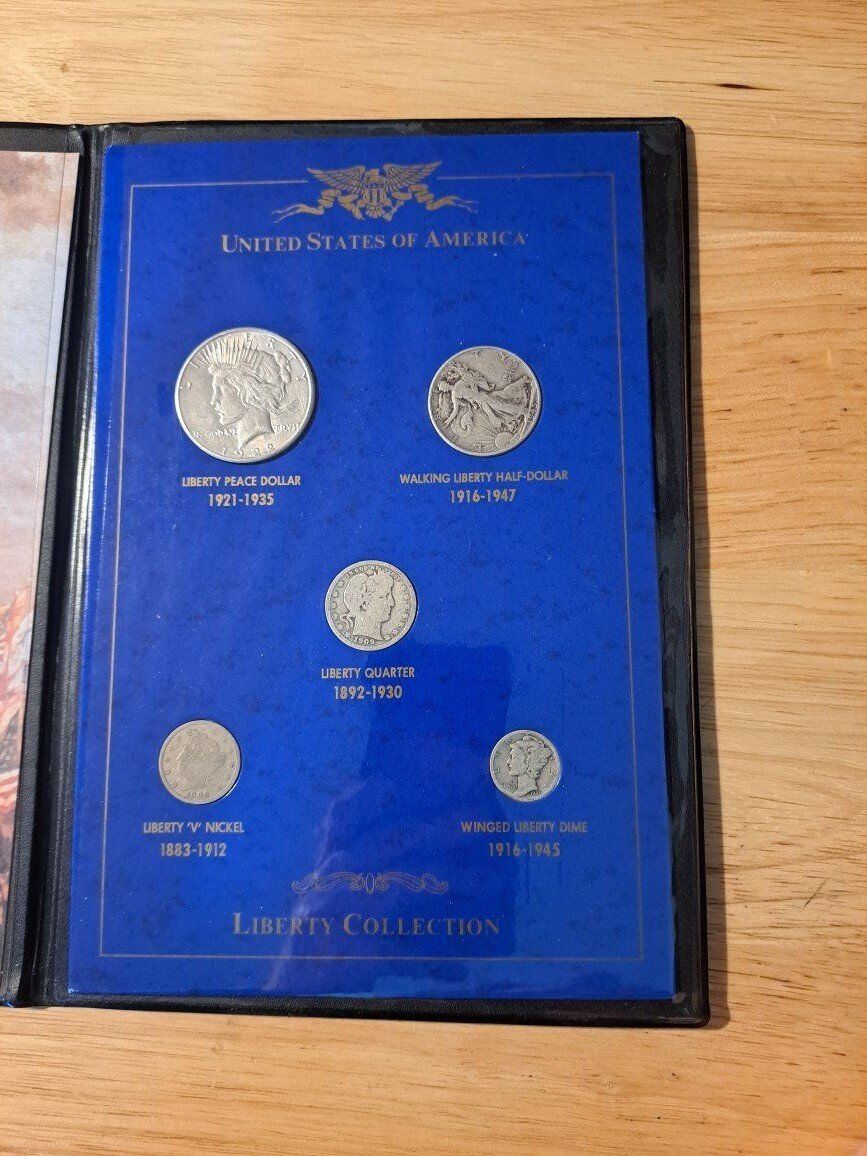 UNITED STATES OF AMERICA
1922
LIBERTY PEACE DOLLAR
1921-1935
WALKING LIBERTY HALF-DOLLAR
1916-1947
LIBERTY QUARTER
1892-1930
LIBERTY 'V' NICKEL
1883-1912
WINGED LIBERTY DIME
1916-1945
LIBERTY COLLECTION